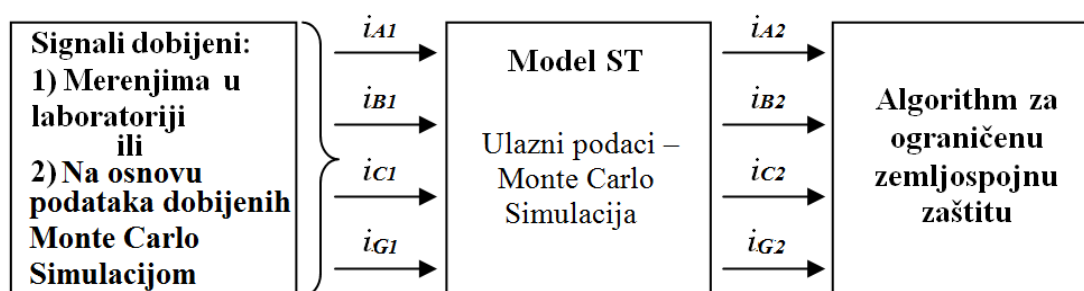 Signali dobijeni:
1) Merenjima u
laboratoriji
ili
2) Na osnovu
podataka dobijenih
Monte Carlo
Simulacijom
iA1
iB1
iC1
iG1
Model ST
Ulazni podaci –
Monte Carlo
Simulacija
iA2
iB2
iC2
iG2
Algorithm za
ograničenu
zemljospojnu
zaštitu